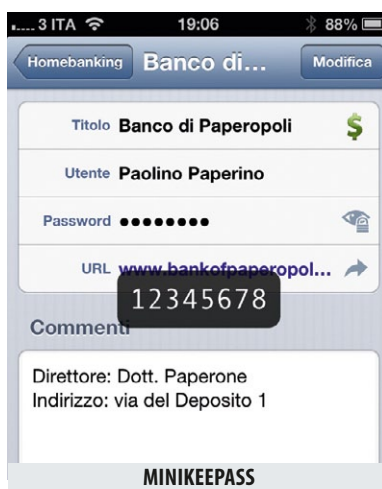 3 ITA 19:06 88%
Homebanking Banco di... Modifica
Titolo Banco di Paperopoli $
Utente Paolino Paperino
Password ●●●●●●●●
URL www.bankofpaperopol...
12345678
Commenti
Direttore: Dott. Paperone
Indirizzo: via del Deposito 1
MINIKEEPASS